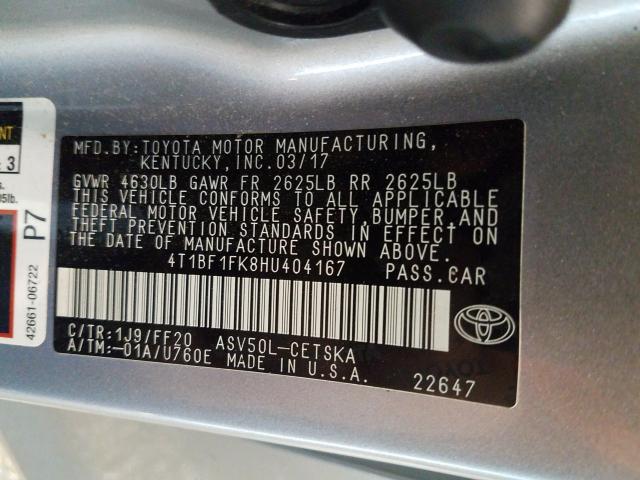 NT
3
s.
5lb.
P7
42661-06722
MFD.BY:TOYOTA MOTOR MANUFACTURING,
KENTUCKY, INC.03/17
GVWR 4630LB GAWR FR 2625LB RR 2625LB
THIS VEHICLE CONFORMS TO ALL APPLICABLE
FEDERAL MOTOR VEHICLE SAFETY, BUMPER, AND
THEFT PREVENTION STANDARDS IN EFFECT ON
THE DATE OF MANUFACTURE SHOWN ABOVE.
4T1BF1FK8HU404167 PASS.CAR
C/TR:1J9/FF20 ASV50L-CETSKA
A/TM:-01A/U760E MADE IN U.S.A.
22647